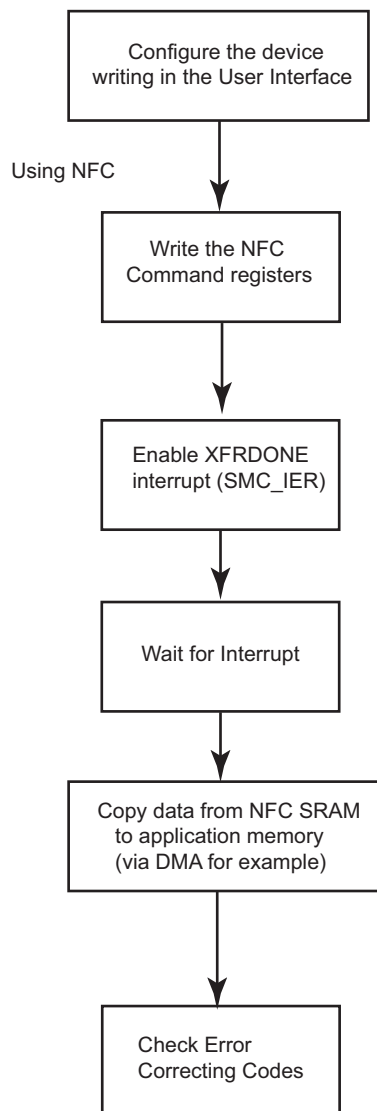 Configure the device
writing in the User Interface
Using NFC
Write the NFC
Command registers
Enable XFRDONE
interrupt (SMC_IER)
Wait for Interrupt
Copy data from NFC SRAM
to application memory
(via DMA for example)
Check Error
Correcting Codes